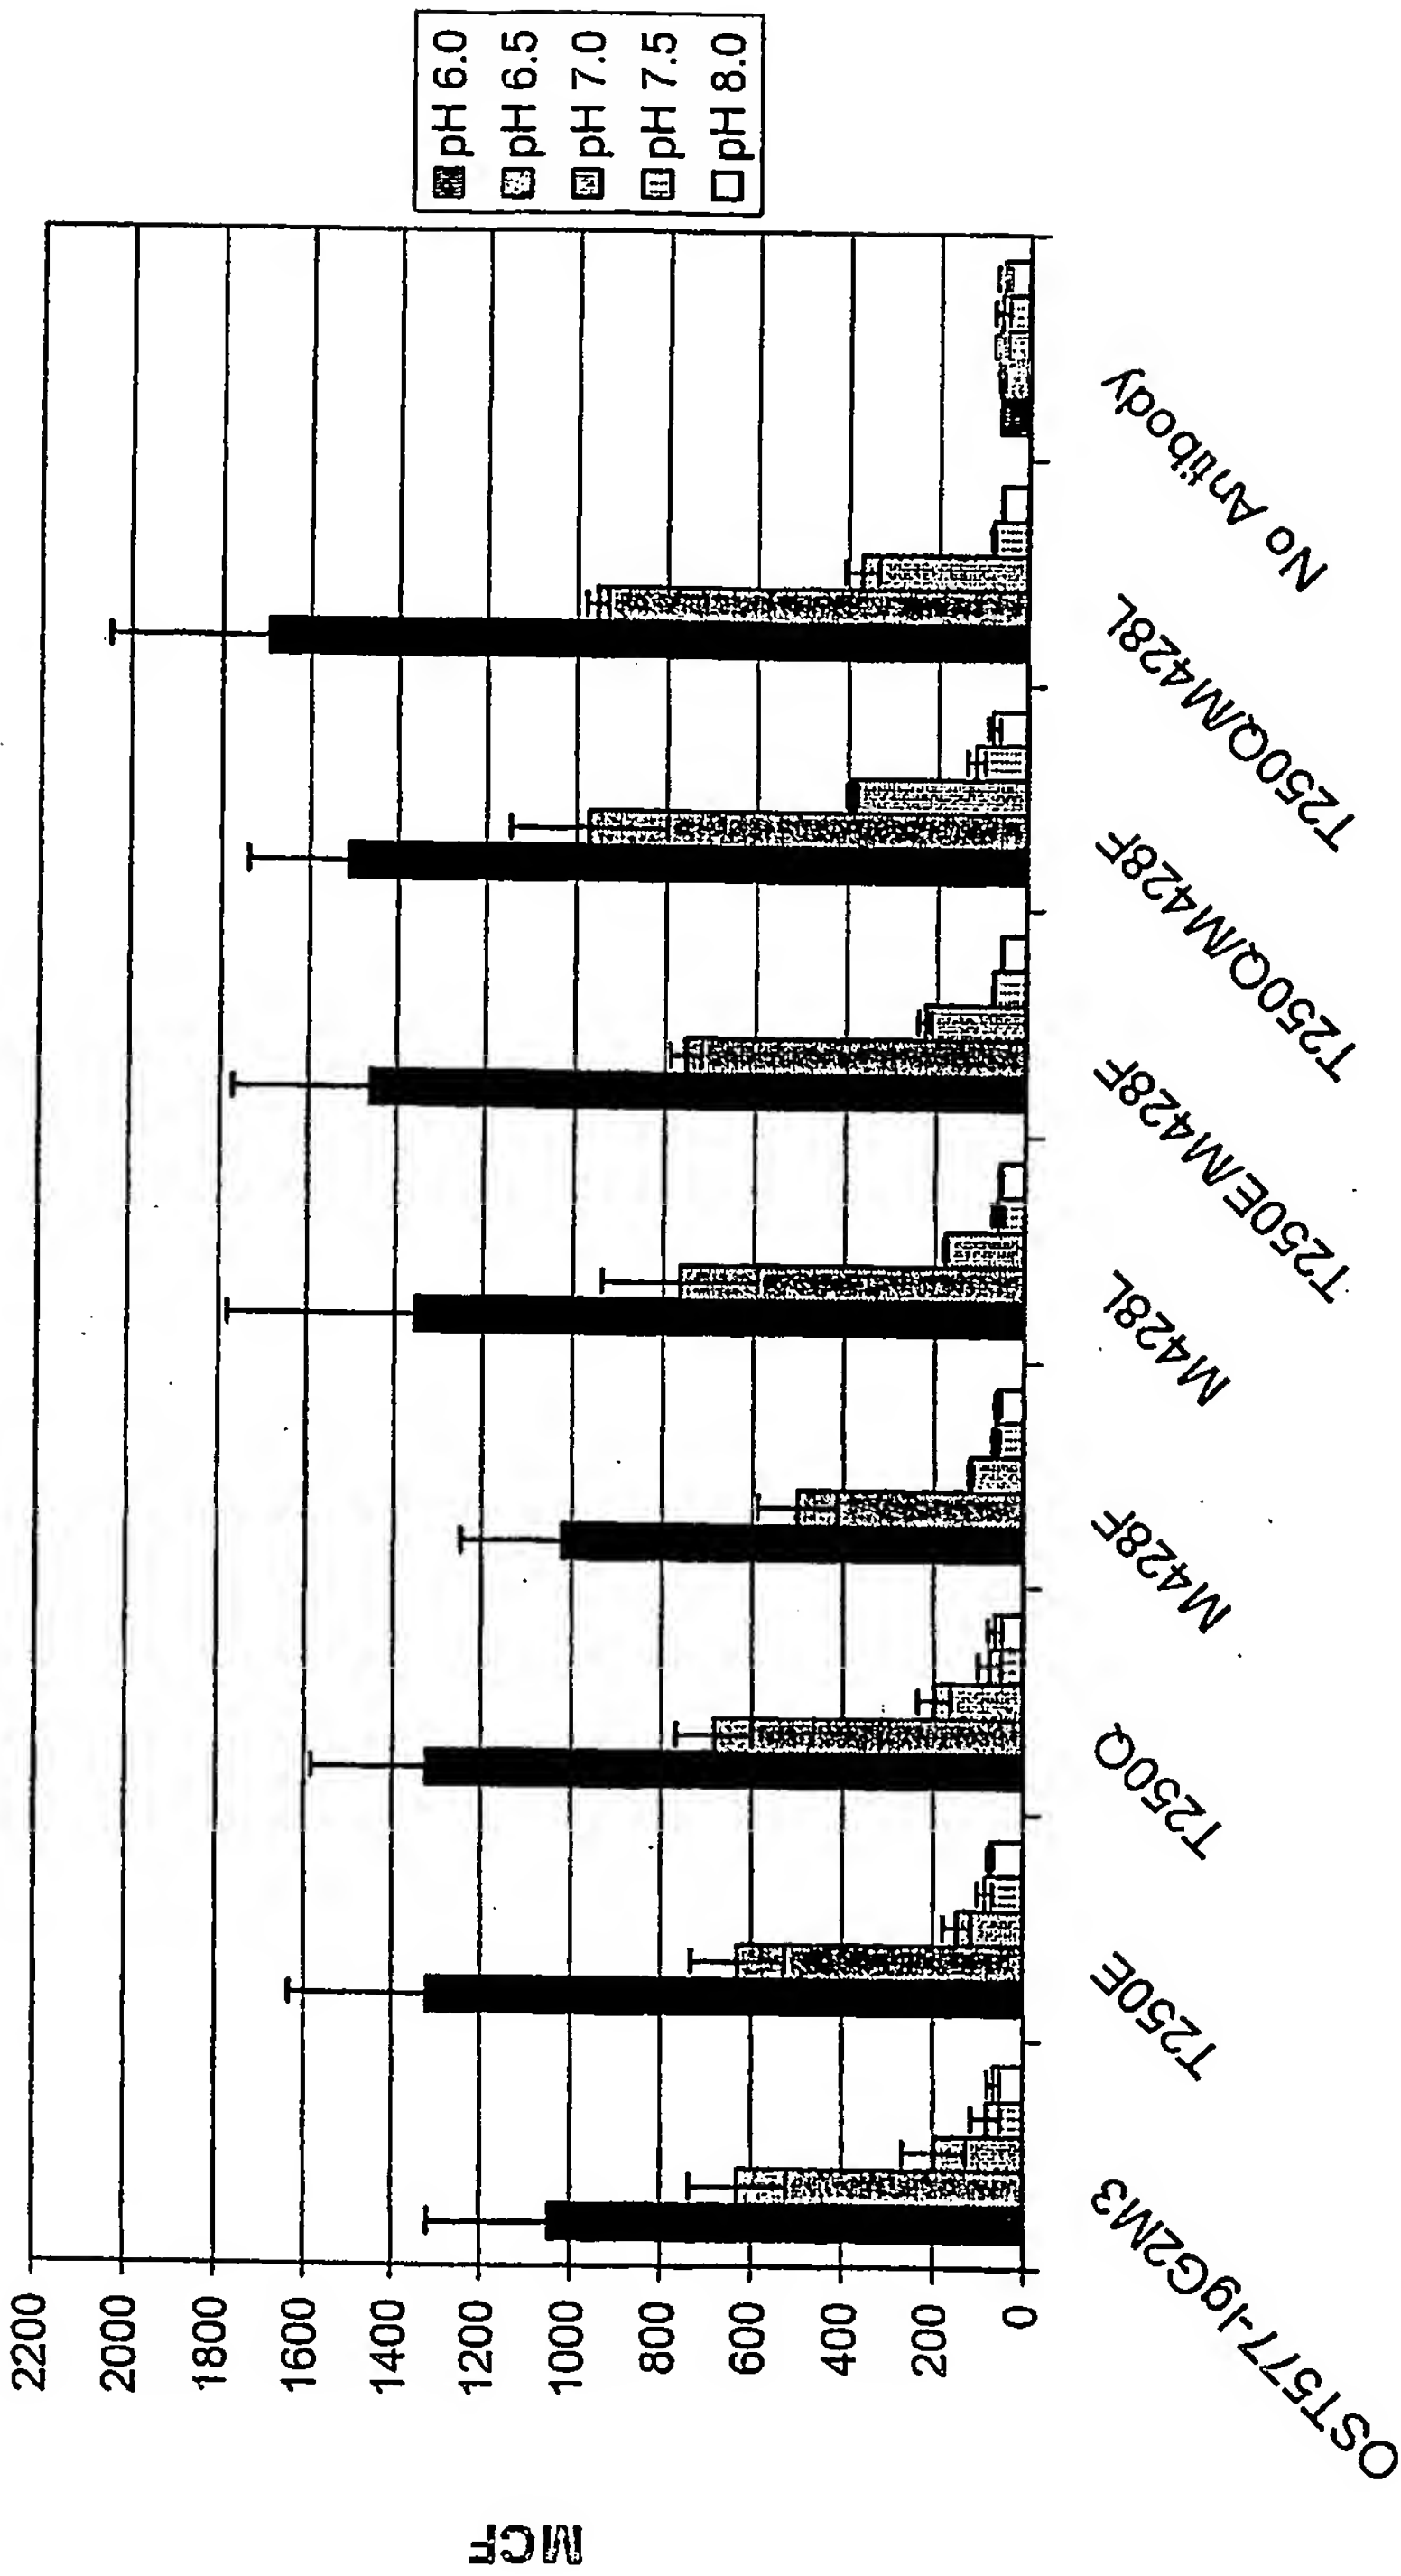 MCF
2200
2000
1800
1600
1400
1200
1000
800
600
400
200
0
OST577-IgG2M3
T250E
T250Q
M428F
M428L
T250E/M428F
T250Q/M428F
T250Q/M428L
No Antibody
pH 6.0
pH 6.5
pH 7.0
pH 7.5
pH 8.0